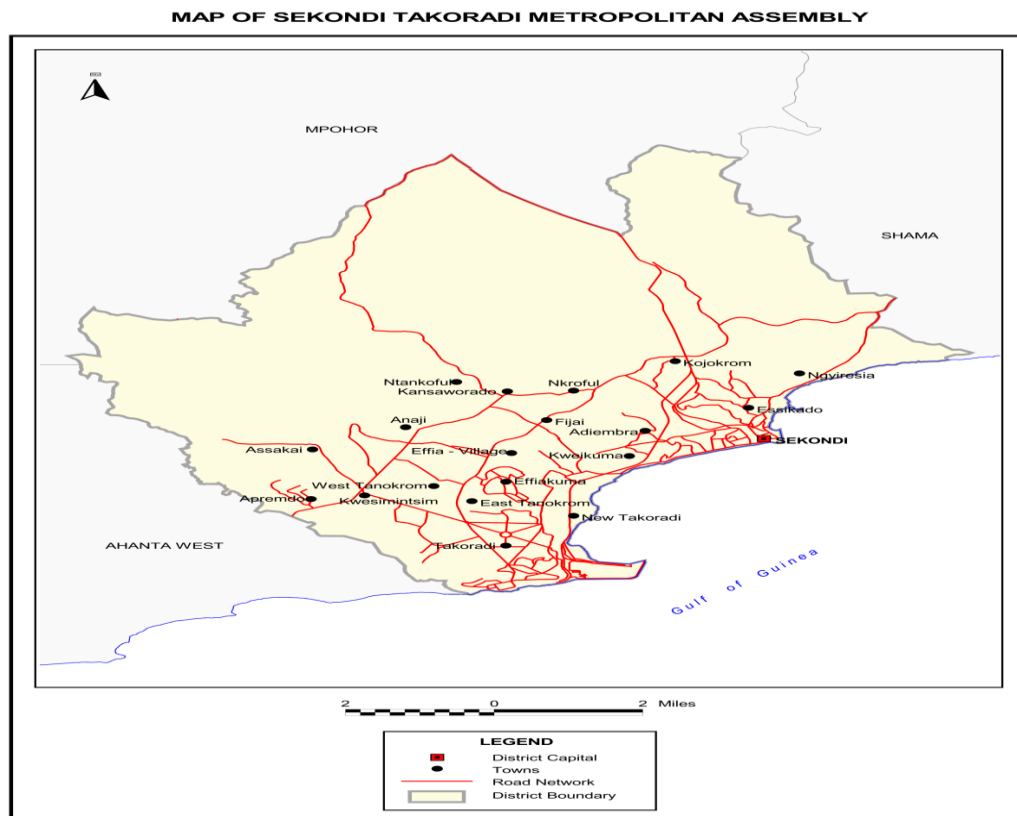 MAP OF SEKONDI TAKORADI METROPOLITAN ASSEMBLY
MPOHOR
SHAMA
Kojokrom
Ngyiresia
Ntankoful
Kansaworado
Nkroful
Essikado
Anaji
Fijai
Adiembra
SEKONDI
Assakai
Effia - Village
Kweikuma
West Tanokrom
Effiakuma
Apremdo
Kwesimintsim
East Tanokrom
New Takoradi
Takoradi
AHANTA WEST
Gulf of Guinea
2 0 2 Miles
LEGEND
District Capital
Towns
Road Network
District Boundary